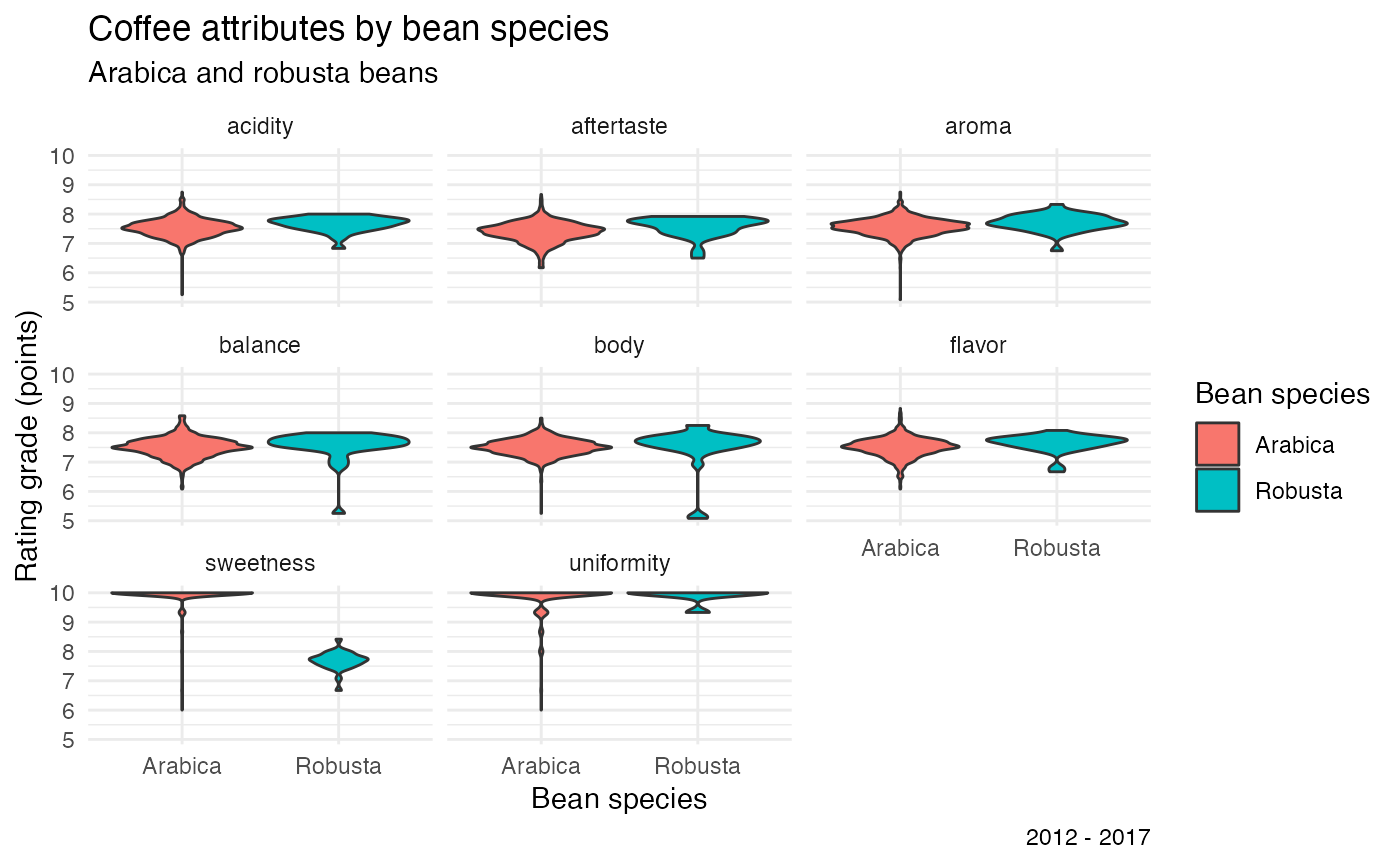 Coffee attributes by bean species
Arabica and robusta beans
acidity aftertaste aroma
10
9
8
7
6
5
balance body flavor
10
9
8
7
6
5
Arabica Robusta
sweetness uniformity
10
9
8
7
6
5
Arabica Robusta Arabica Robusta
Bean species
Rating grade (points)
Bean species
Arabica
Robusta
2012 - 2017